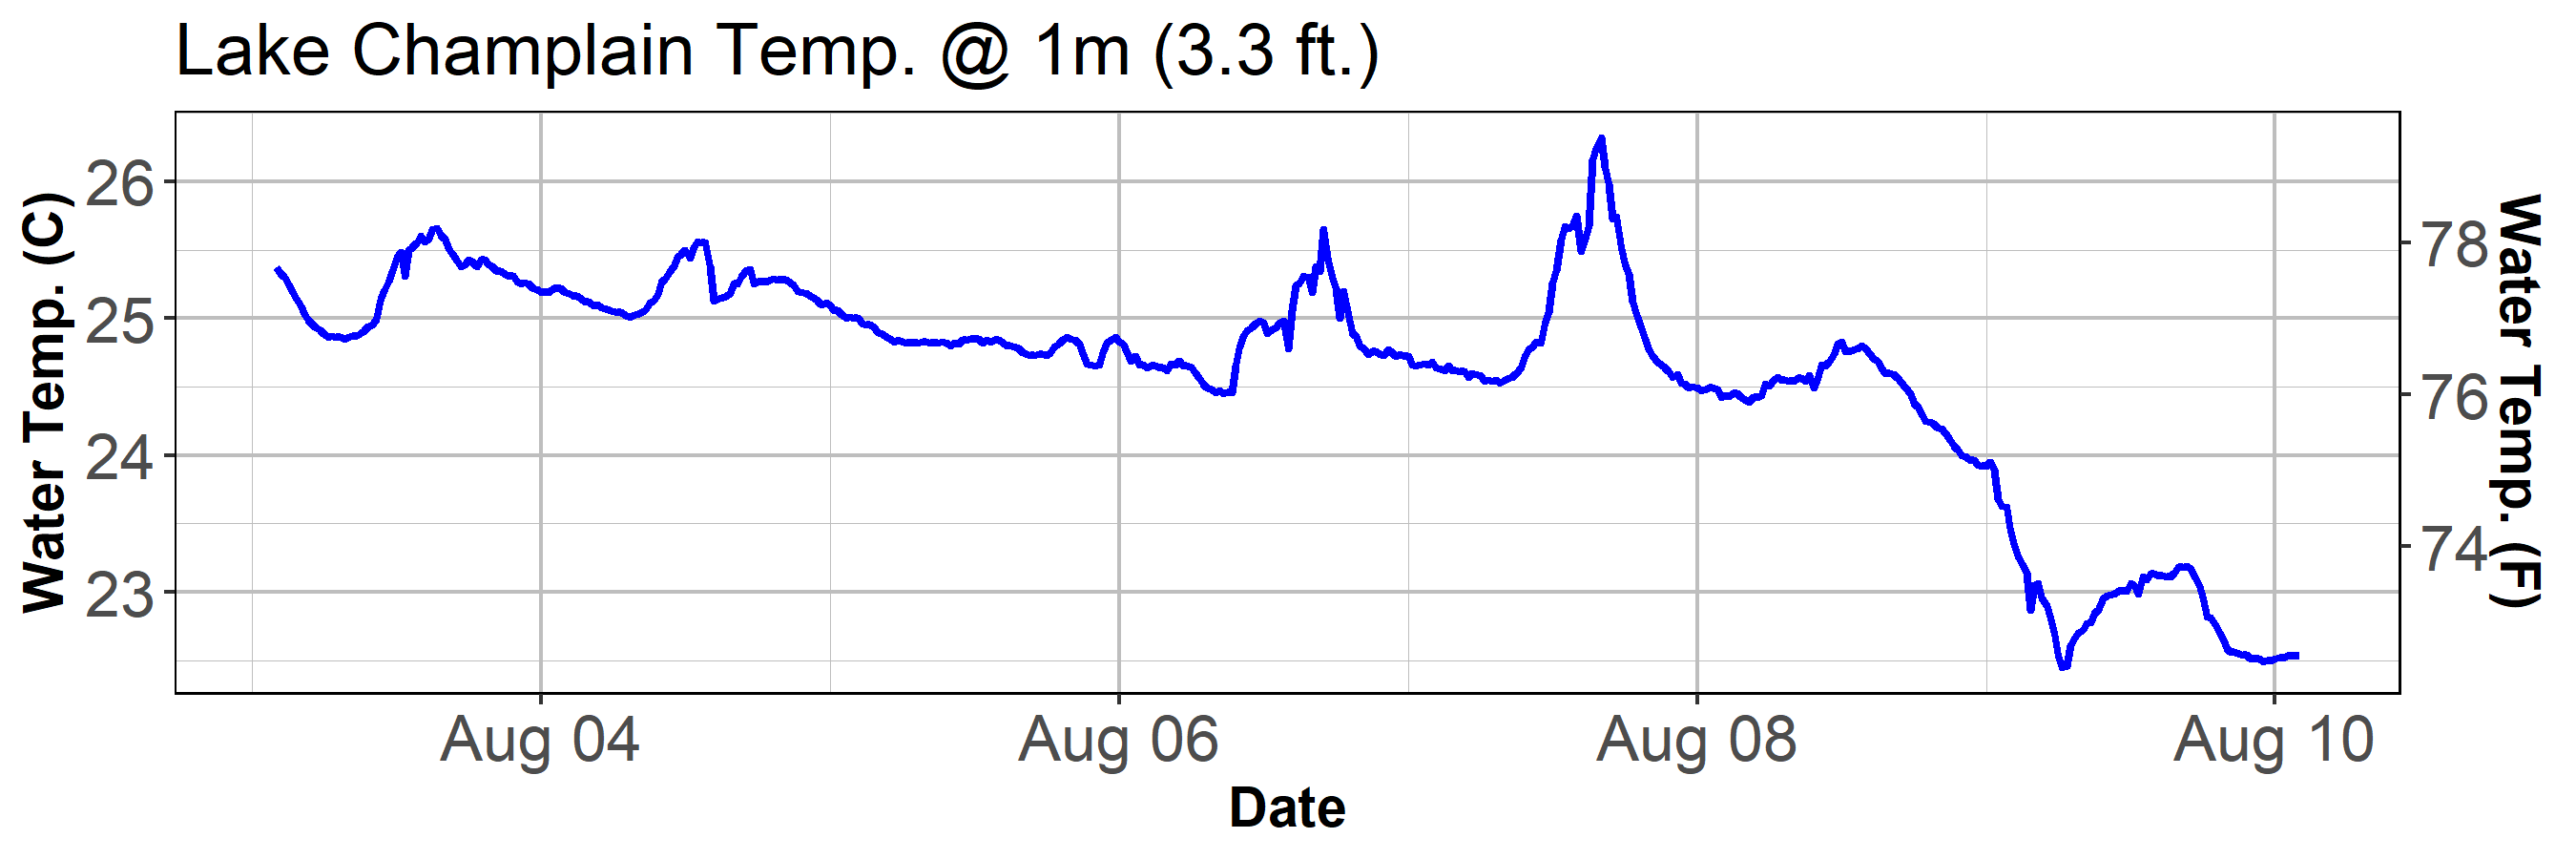 Lake Champlain Temp. @ 1m (3.3 ft.)
Water Temp. (C)
26
25
24
23
78
76
74
Water Temp. (F)
Aug 04
Aug 06
Aug 08
Aug 10
Date